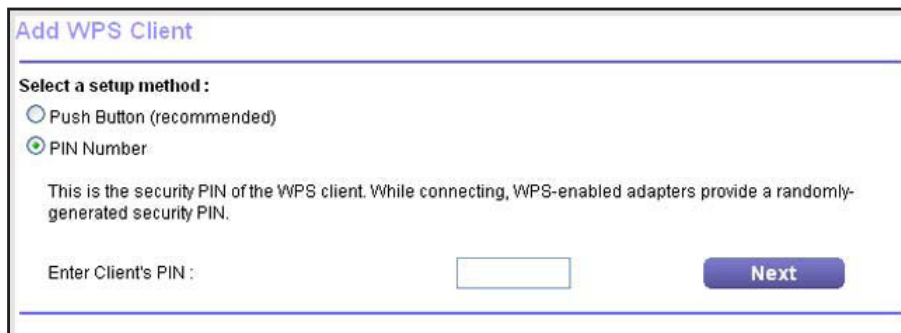 Add WPS Client
Select a setup method :
Push Button (recommended)
PIN Number
This is the security PIN of the WPS client. While connecting, WPS-enabled adapters provide a randomly-
generated security PIN.
Enter Client's PIN :
Next